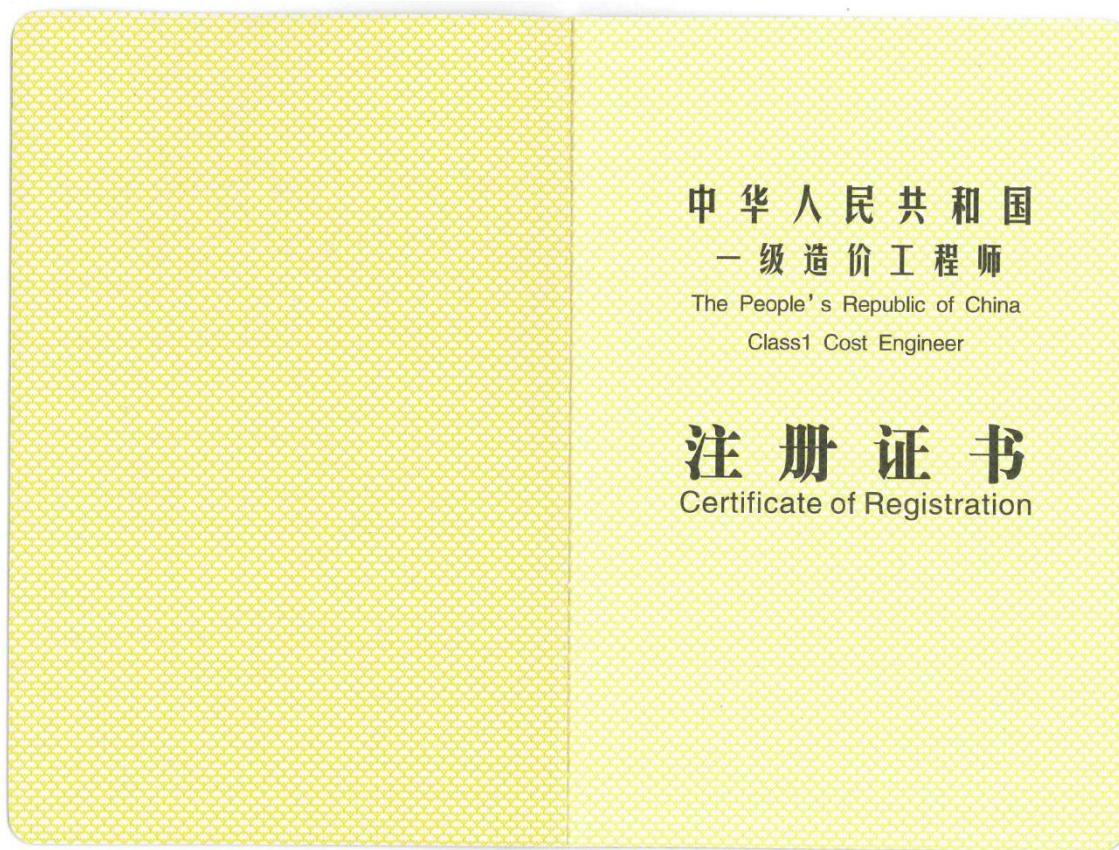 中华人民共和国
一级造价工程师
The People's Republic of China
Class1 Cost Engineer
注册证书
Certificate of Registration